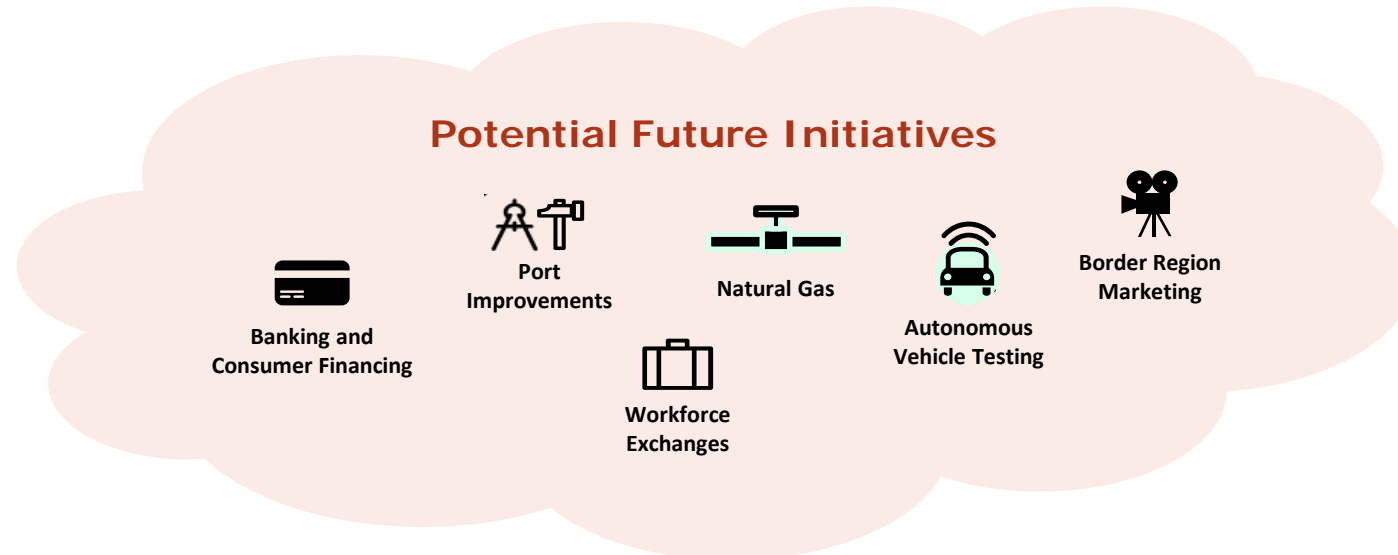 Potential Future Initiatives
Banking and
Consumer Financing
Port
Improvements
Workforce
Exchanges
Natural Gas
Autonomous
Vehicle Testing
Border Region
Marketing